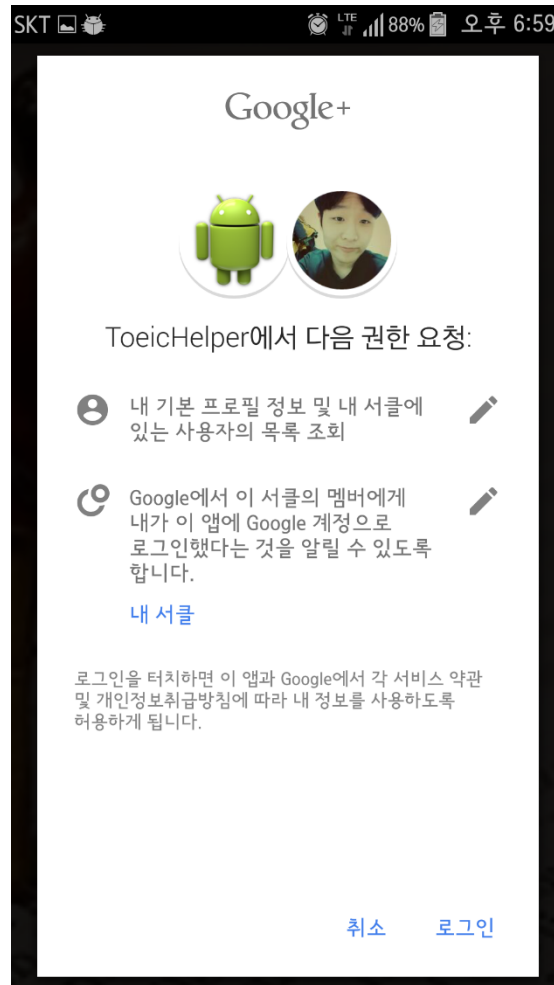 SKT LTE 88% 오후 6:59
Google+
ToeicHelper에서 다음 권한 요청:
내 기본 프로필 정보 및 내 서클에
있는 사용자의 목록 조회
Google에서 이 서클의 멤버에게
내가 이 앱에 Google 계정으로
로그인했다는 것을 알릴 수 있도록
합니다.
내 서클
로그인을 터치하면 이 앱과 Google에서 각 서비스 약관
및 개인정보취급방침에 따라 내 정보를 사용하도록
허용하게 됩니다.
취소 로그인